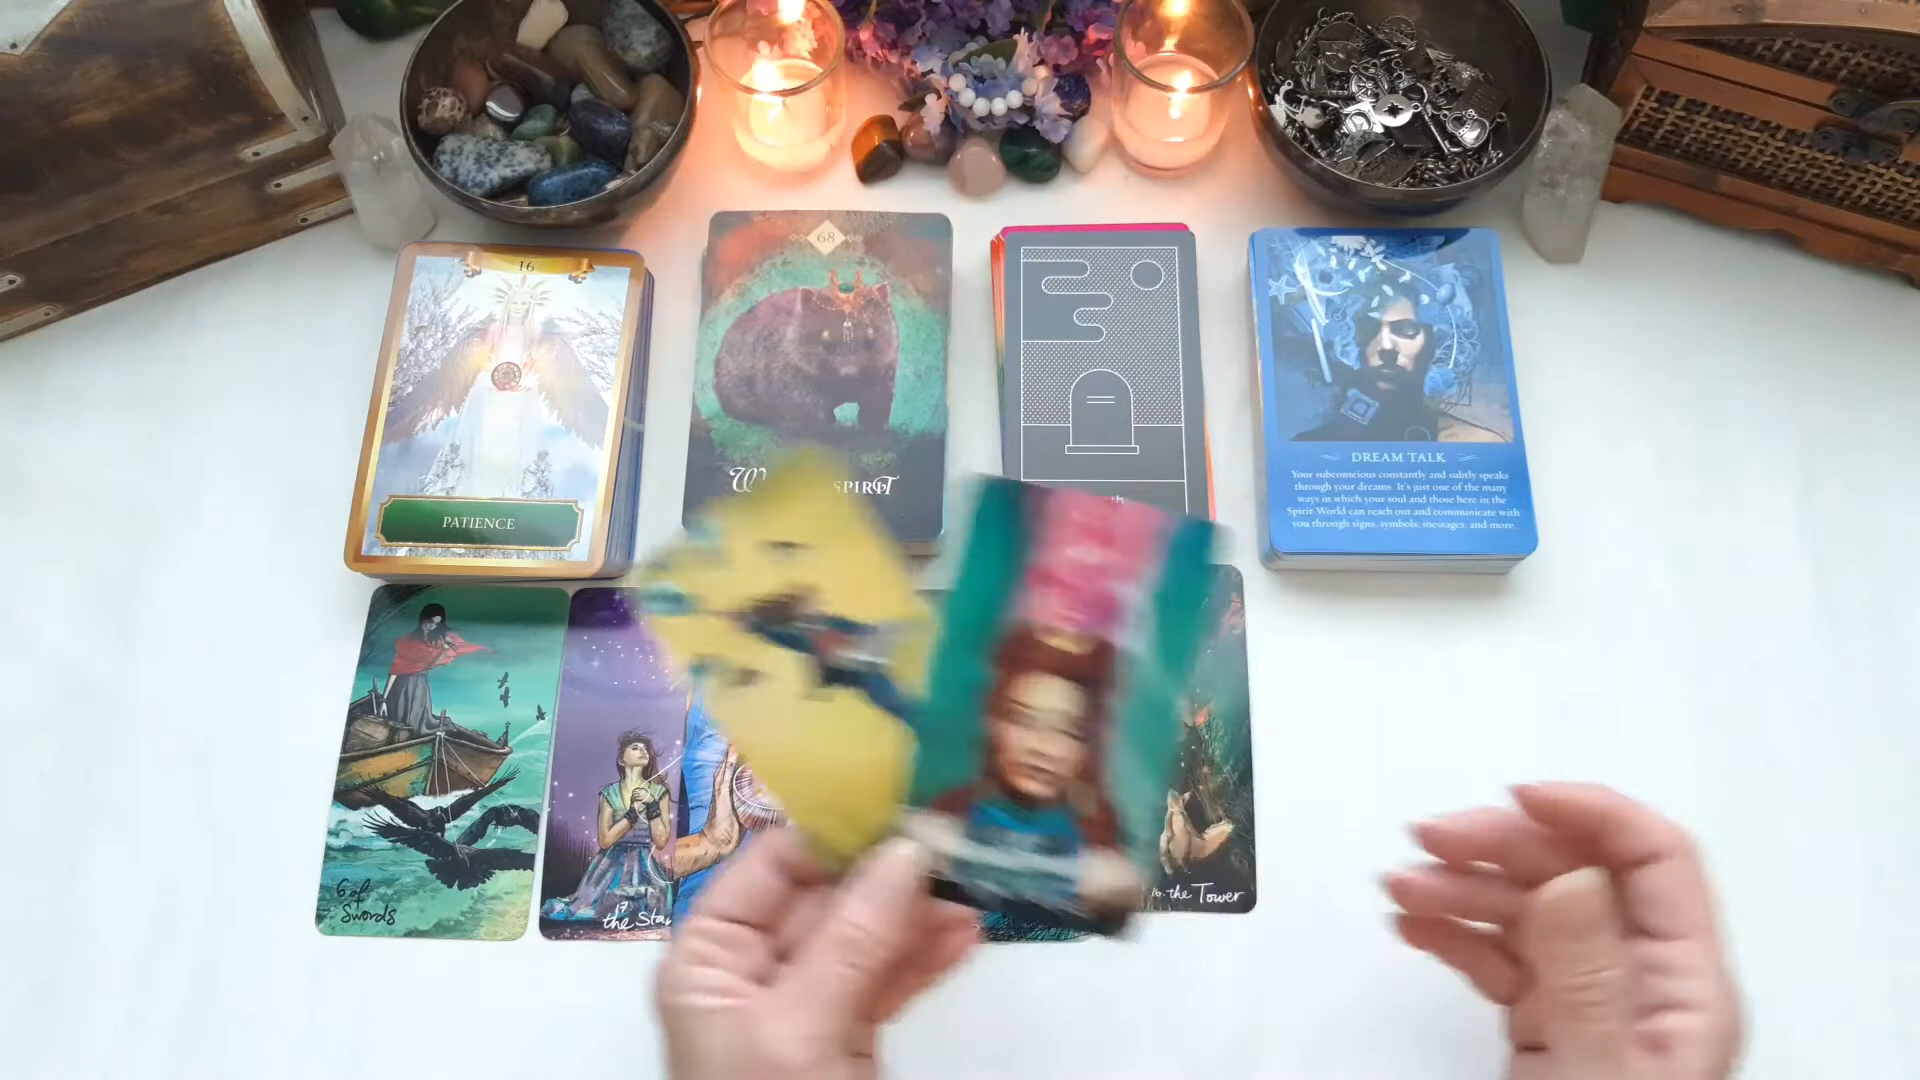 16
PATIENCE
68
SPIRIT
DREAM TALK
Your subconscious constantly and subtly speaks
through your dreams. It's just one of the many
ways in which your soul and those here in the
Spirit World can reach out and communicate with
you through signs, symbols, messages, and more.
6 of
Swords
17
the Star
16. the Tower